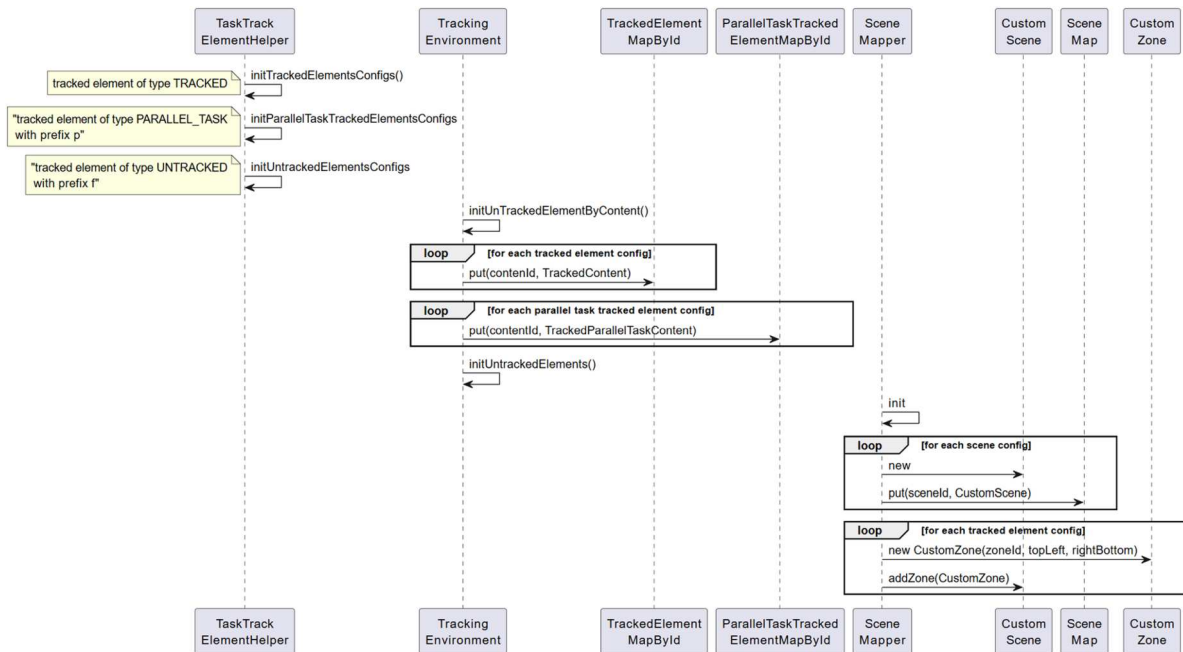 TaskTrack
ElementHelper
Tracking
Environment
TrackedElement
MapById
ParallelTaskTracked
ElementMapById
Scene
Mapper
Custom
Scene
Scene
Map
Custom
Zone
tracked element of type TRACKED
initTrackedElementsConfigs()
"tracked element of type PARALLEL_TASK
with prefix p"
initParallelTaskTrackedElementsConfigs
"tracked element of type UNTRACKED
with prefix f"
initUntrackedElementsConfigs
initUnTrackedElementByContent()
loop [for each tracked element config]
put(contenId, TrackedContent)
loop [for each parallel task tracked element config]
put(contentId, TrackedParallelTaskContent)
initUntrackedElements()
init
loop [for each scene config]
new
put(sceneId, CustomScene)
loop [for each tracked element config]
new CustomZone(zoneId, topLeft, rightBottom)
addZone(CustomZone)
TaskTrack
ElementHelper
Tracking
Environment
TrackedElement
MapById
ParallelTaskTracked
ElementMapById
Scene
Mapper
Custom
Scene
Scene
Map
Custom
Zone